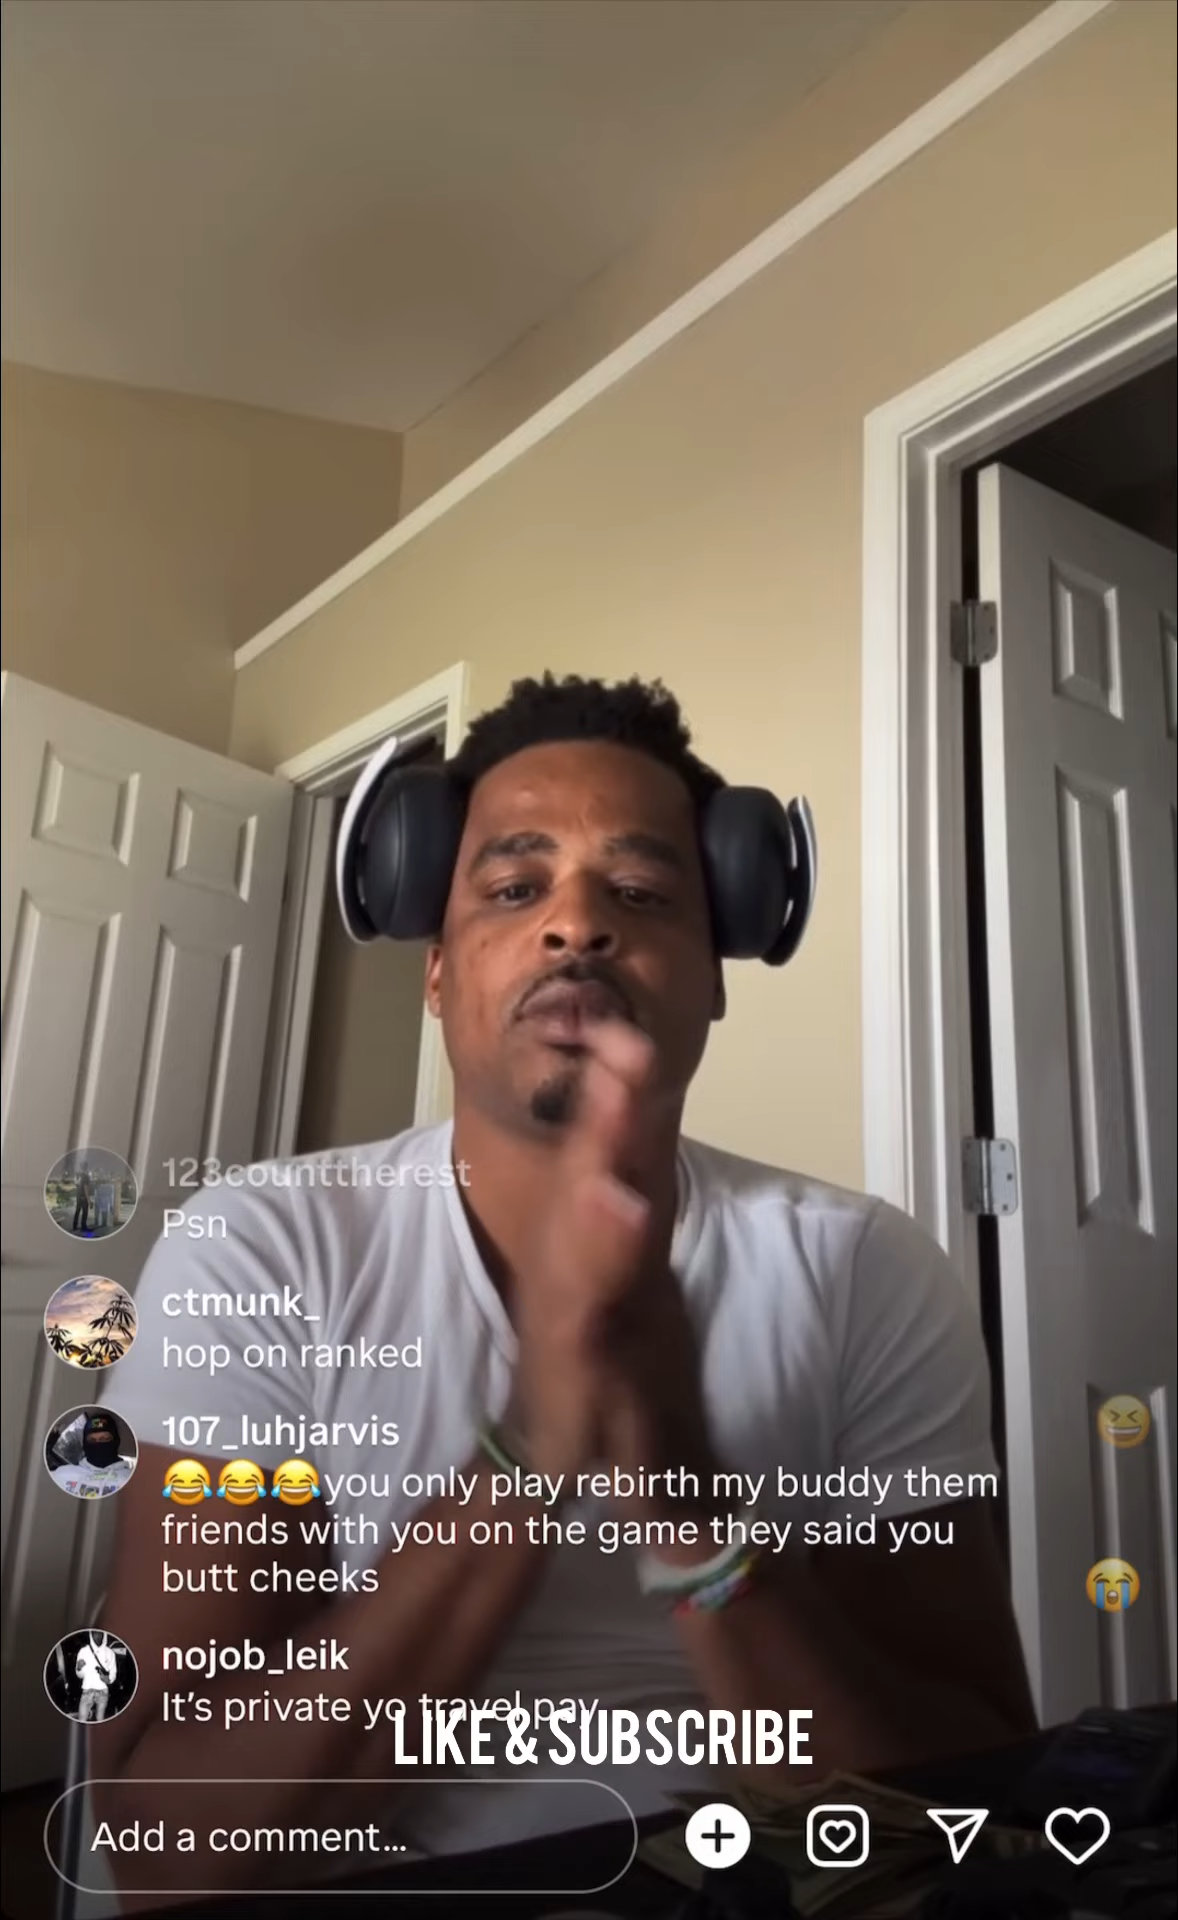 123counttherest
Psn
ctmunk_
hop on ranked
107_luhjarvis
😂😂😂you only play rebirth my buddy them
friends with you on the game they said you
butt cheeks
nojob_leik
It's private yo travel pay
LIKE & SUBSCRIBE
Add a comment...